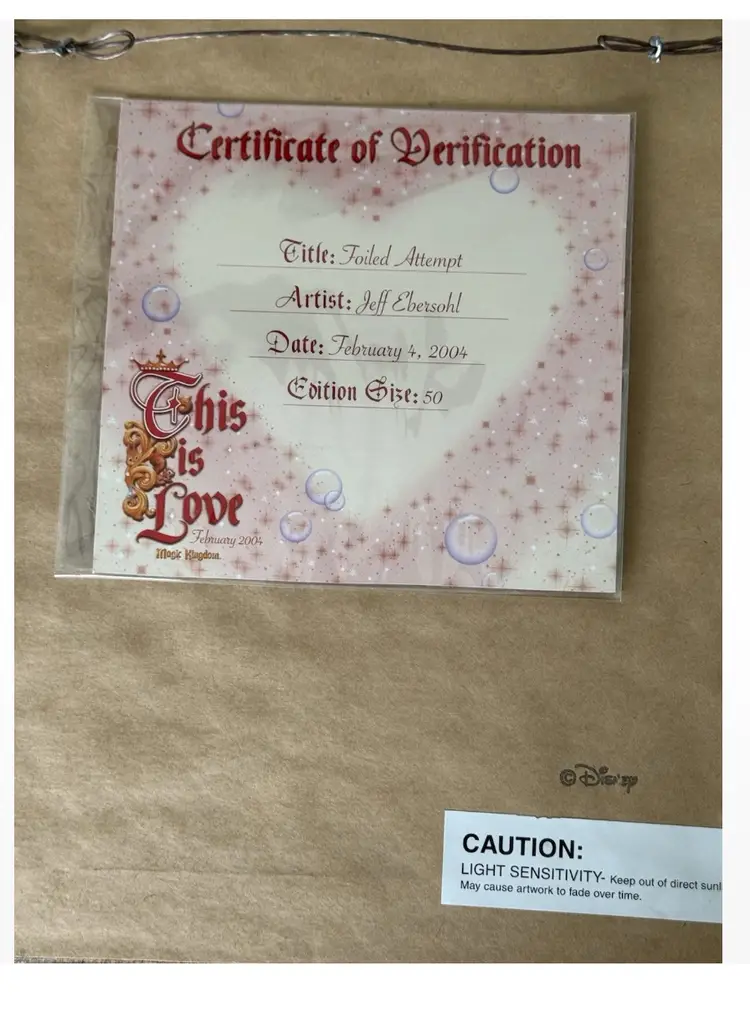 Certificate of Verification
Title: Foiled Attempt
Artist: Jeff Ebersohl
Date: February 4, 2004
Edition Size: 50
This
is
Love
February 2004
Magic Kingdom.
© Disney
CAUTION:
LIGHT SENSITIVITY- Keep out of direct sunl
May cause artwork to fade over time.